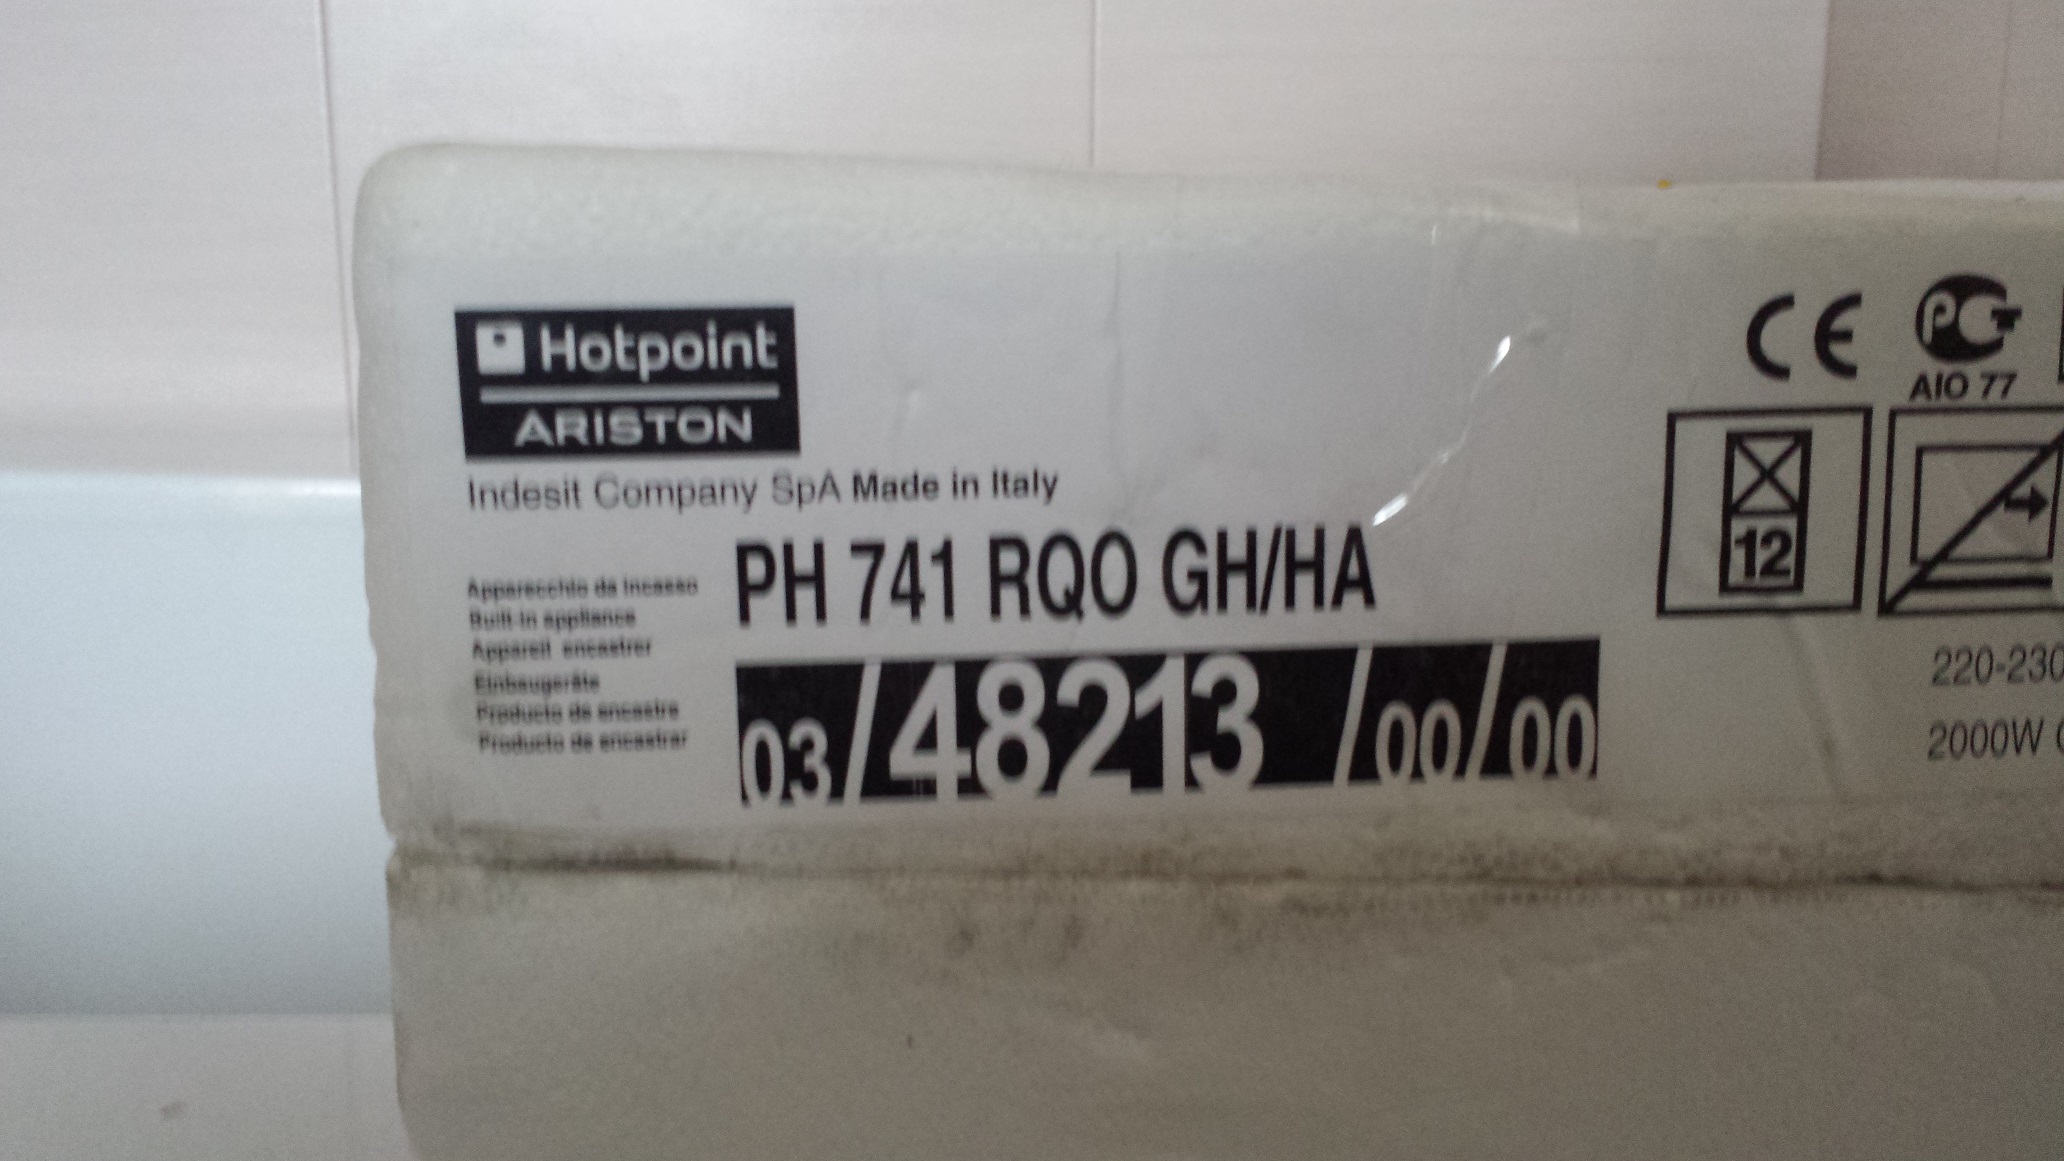 Hotpoint
ARISTON
Indesit Company SpA Made in Italy
PH 741 RQO GH/HA
Apparecchio da incasso
Built-in appliance
Appareil encastrer
Einbaugeräte
Producto de encastre
Producto de encastrar
03/48213 /00/00
CE
PCT
AIO 77
12
220-230
2000W